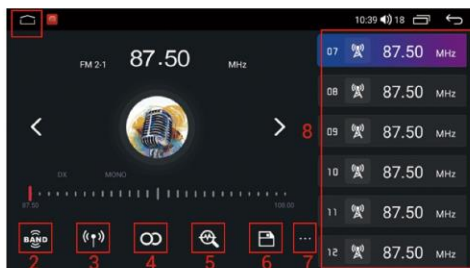 10:39 18
FM 2-1 87.50 MHz
8
DX MONO
87.50 108.00
BAND
2 3 4 5 6 7
07 87.50 MHz
08 87.50 MHz
09 87.50 MHz
10 87.50 MHz
11 87.50 MHz
12 87.50 MHz